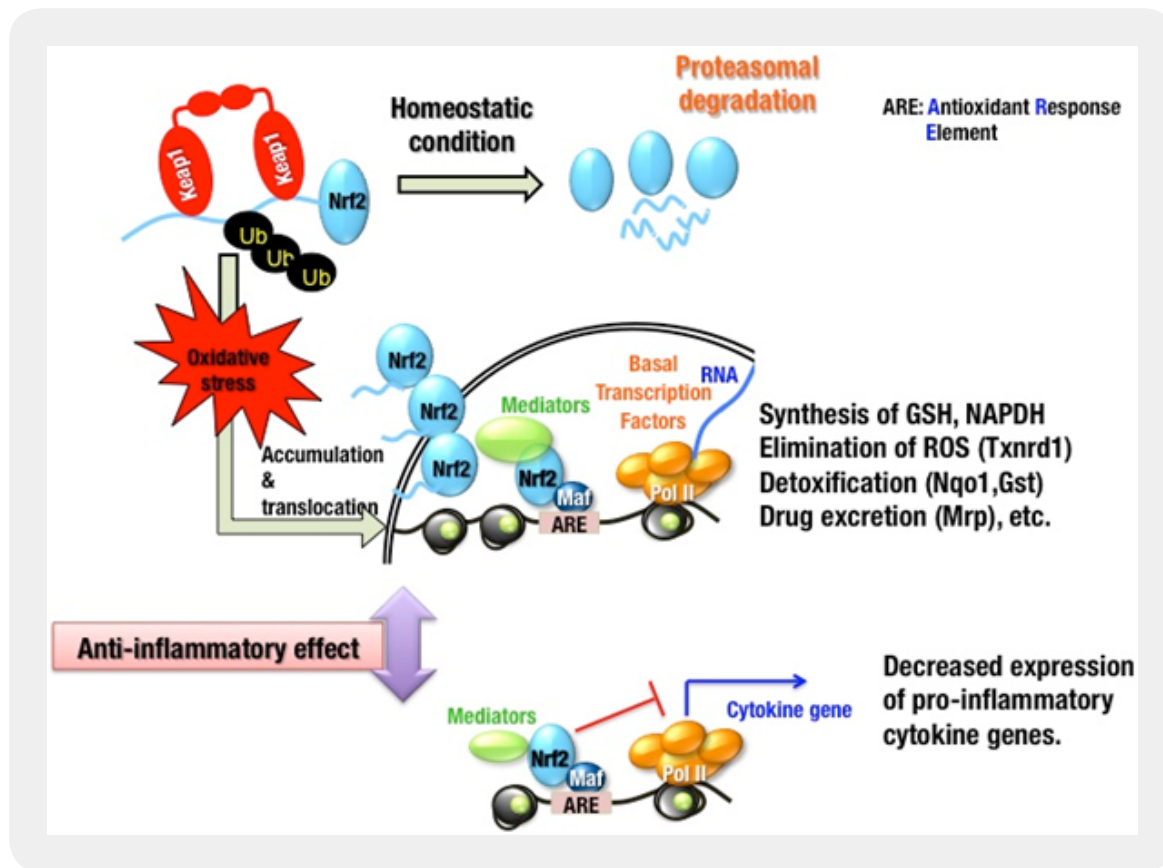 Proteasomal
degradation
Homeostatic
condition
ARE: Antioxidant Response
Element
Keap1
Keap1
Nrf2
Ub
Ub
Ub
Oxidative
stress
Nrf2
Nrf2
Nrf2
Accumulation
&
translocation
Mediators
Nrf2
Maf
ARE
Basal
Transcription
Factors
RNA
Pol II
Synthesis of GSH, NAPDH
Elimination of ROS (Txnrd1)
Detoxification (Nqo1,Gst)
Drug excretion (Mrp), etc.
Anti-inflammatory effect
Mediators
Nrf2
Maf
ARE
Pol II
Cytokine gene
Decreased expression
of pro-inflammatory
cytokine genes.